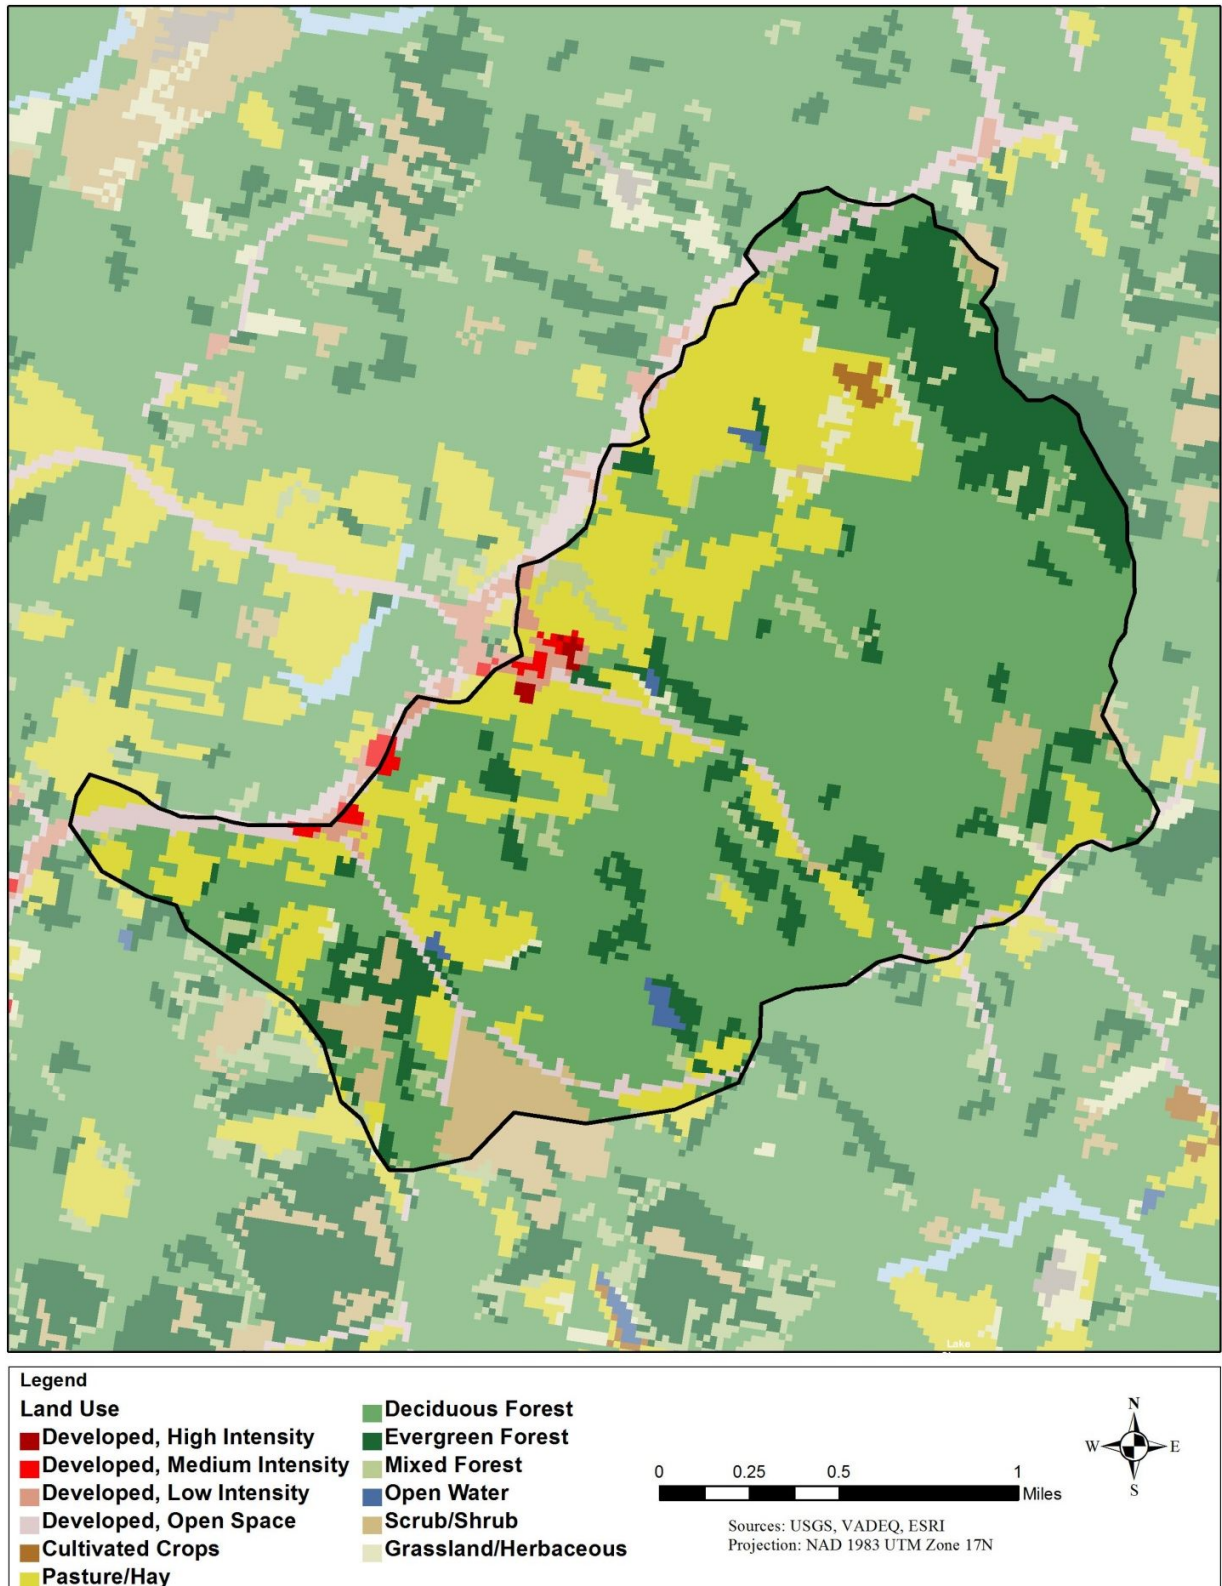 Lake
Legend
Land Use
Developed, High Intensity
Developed, Medium Intensity
Developed, Low Intensity
Developed, Open Space
Cultivated Crops
Pasture/Hay
Deciduous Forest
Evergreen Forest
Mixed Forest
Open Water
Scrub/Shrub
Grassland/Herbaceous
0 0.25 0.5 1
Miles
Sources: USGS, VADEQ, ESRI
Projection: NAD 1983 UTM Zone 17N
N
W E
S